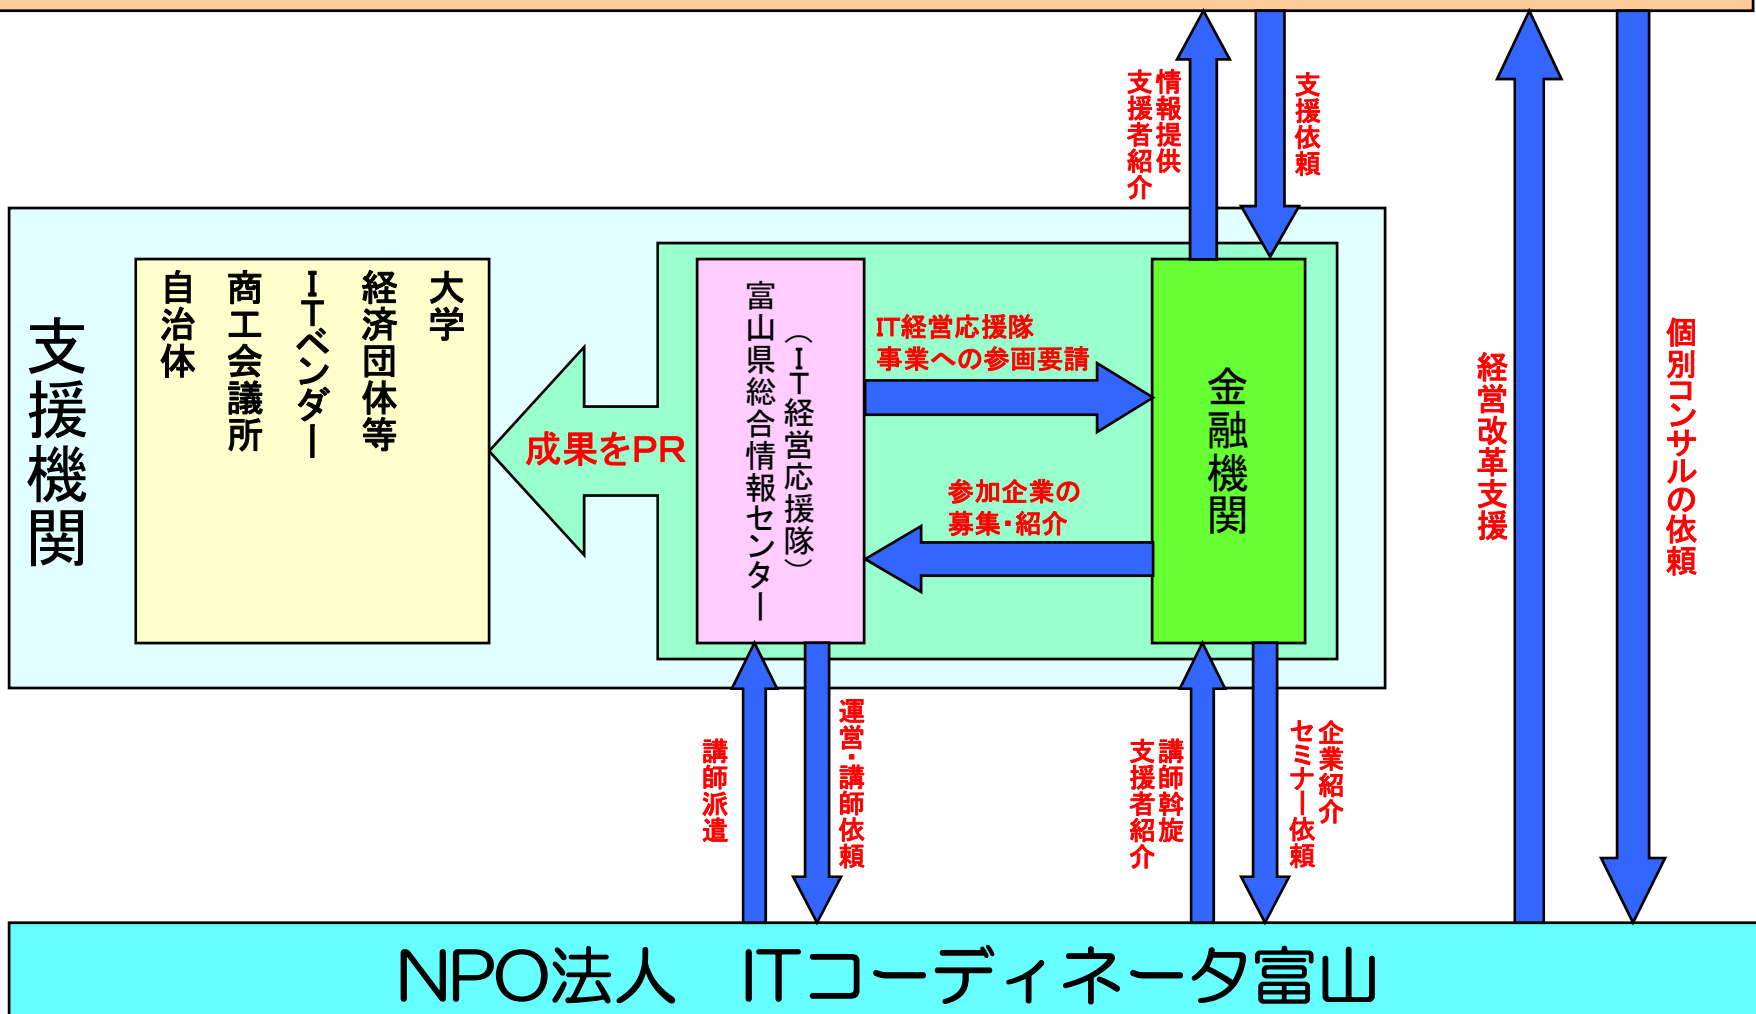 情報提供
支援者紹介
支援依頼
支援機関
大学
経済団体等
ITベンダー
商工会議所
自治体
成果をPR
(IT経営応援隊)
富山県総合情報センター
IT経営応援隊
事業への参画要請
参加企業の
募集・紹介
金融機関
経営改革支援
個別コンサルの依頼
講師派遣
運営・講師依頼
講師斡旋
支援者紹介
企業紹介
セミナー依頼
NPO法人　ITコーディネータ富山